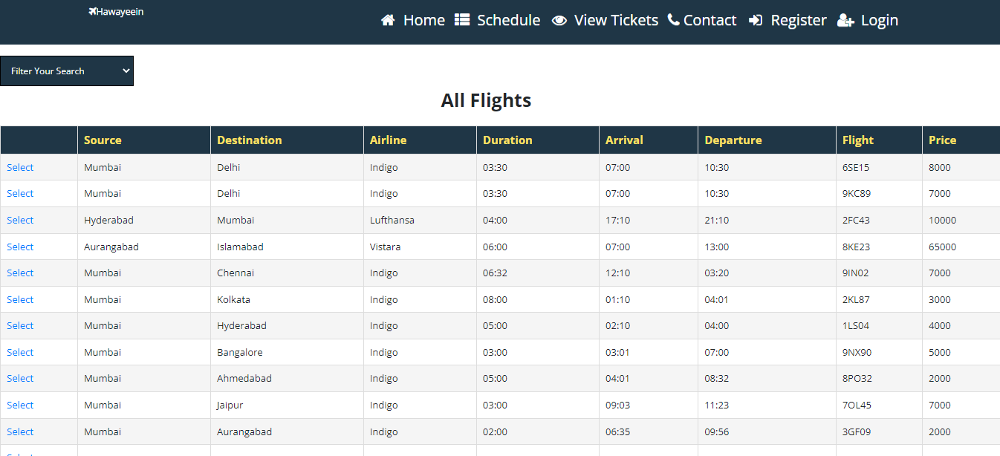 Hawayeein
Home Schedule View Tickets Contact Register Login
Filter Your Search
All Flights
Source Destination Airline Duration Arrival Departure Flight Price
Select Mumbai Delhi Indigo 03:30 07:00 10:30 6SE15 8000
Select Mumbai Delhi Indigo 03:30 07:00 10:30 9KC89 7000
Select Hyderabad Mumbai Lufthansa 04:00 17:10 21:10 2FC43 10000
Select Aurangabad Islamabad Vistara 06:00 07:00 13:00 8KE23 65000
Select Mumbai Chennai Indigo 06:32 12:10 03:20 9IN02 7000
Select Mumbai Kolkata Indigo 08:00 01:10 04:01 2KL87 3000
Select Mumbai Hyderabad Indigo 05:00 02:10 04:00 1LS04 4000
Select Mumbai Bangalore Indigo 03:00 03:01 07:00 9NX90 5000
Select Mumbai Ahmedabad Indigo 05:00 04:01 08:32 8PO32 2000
Select Mumbai Jaipur Indigo 03:00 09:03 11:23 7OL45 7000
Select Mumbai Aurangabad Indigo 02:00 06:35 09:56 3GF09 2000